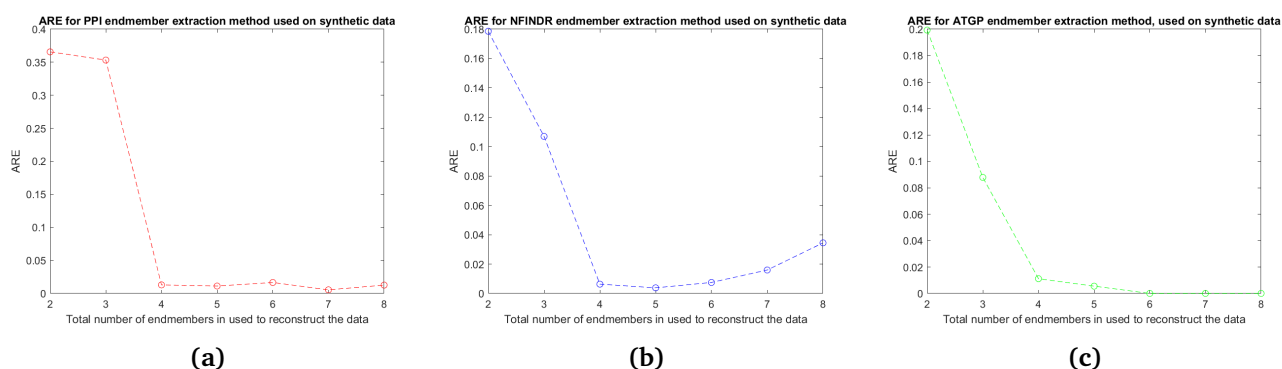 ARE for PPI endmember extraction method used on synthetic data
0.4
0.35
0.3
0.25
0.2
0.15
0.1
0.05
0
ARE
2 3 4 5 6 7 8
Total number of endmembers in used to reconstruct the data
(a)
ARE for NFINDR endmember extraction method used on synthetic data
0.18
0.16
0.14
0.12
0.1
0.08
0.06
0.04
0.02
0
ARE
2 3 4 5 6 7 8
Total number of endmembers in used to reconstruct the data
(b)
ARE for ATGP endmember extraction method, used on synthetic data
0.2
0.18
0.16
0.14
0.12
0.1
0.08
0.06
0.04
0.02
0
ARE
2 3 4 5 6 7 8
Total number of endmembers in used to reconstruct the data
(c)